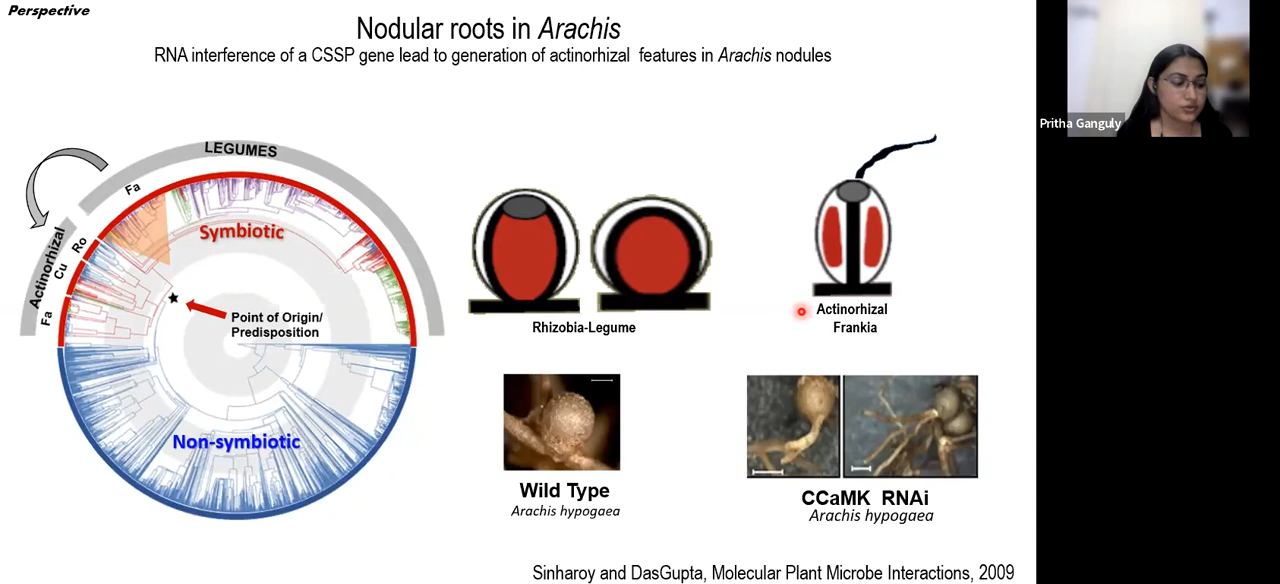 Perspective
Nodular roots in Arachis
RNA interference of a CSSP gene lead to generation of actinorhizal features in Arachis nodules
Pritha Ganguly
LEGUMES
Fa
Actinorhizal
Ro
Cu
Fa
Symbiotic
Point of Origin/
Predisposition
Non-symbiotic
Rhizobia-Legume
Actinorhizal
Frankia
Wild Type
Arachis hypogaea
CCaMK RNAi
Arachis hypogaea
Sinharoy and DasGupta, Molecular Plant Microbe Interactions, 2009